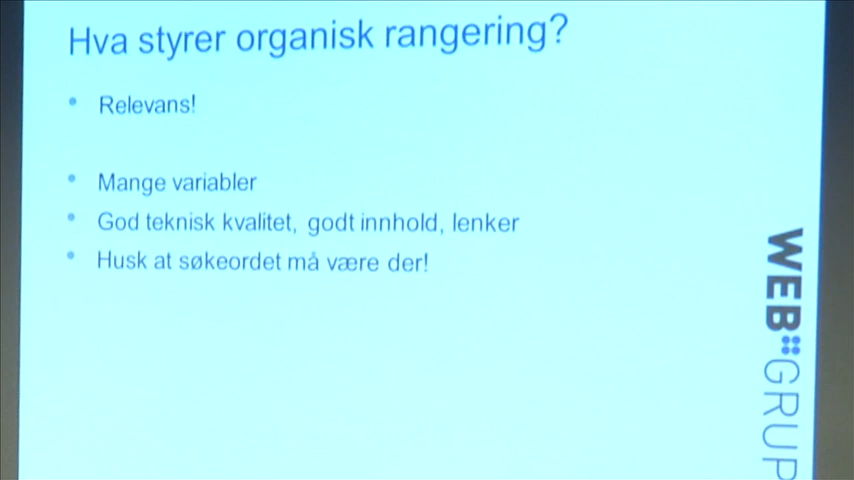 Hva styrer organisk rangering?
Relevans!
Mange variabler
God teknisk kvalitet, godt innhold, lenker
Husk at søkeordet må være der!
WEB GRUP